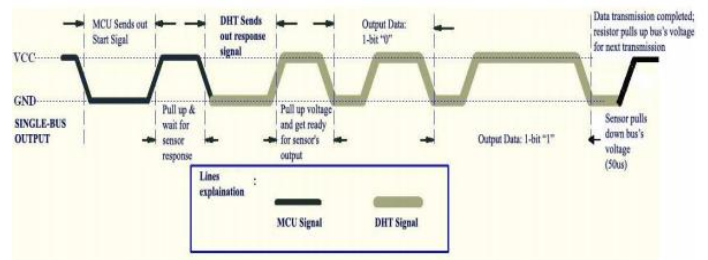 MCU Sends out
Start Sigal
DHT Sends
out response
signal
Output Data:
1-bit "0"
Data transmission completed;
resistor pulls up bus's voltage
for next transmission
VCC
GND
SINGLE-BUS
OUTPUT
Pull up &
wait for
sensor
response
Pull up voltage
and get ready
for sensor's
output
Output Data: 1-bit "1"
Sensor pulls
down bus's
voltage
(50us)
Lines
explaination :
MCU Signal
DHT Signal